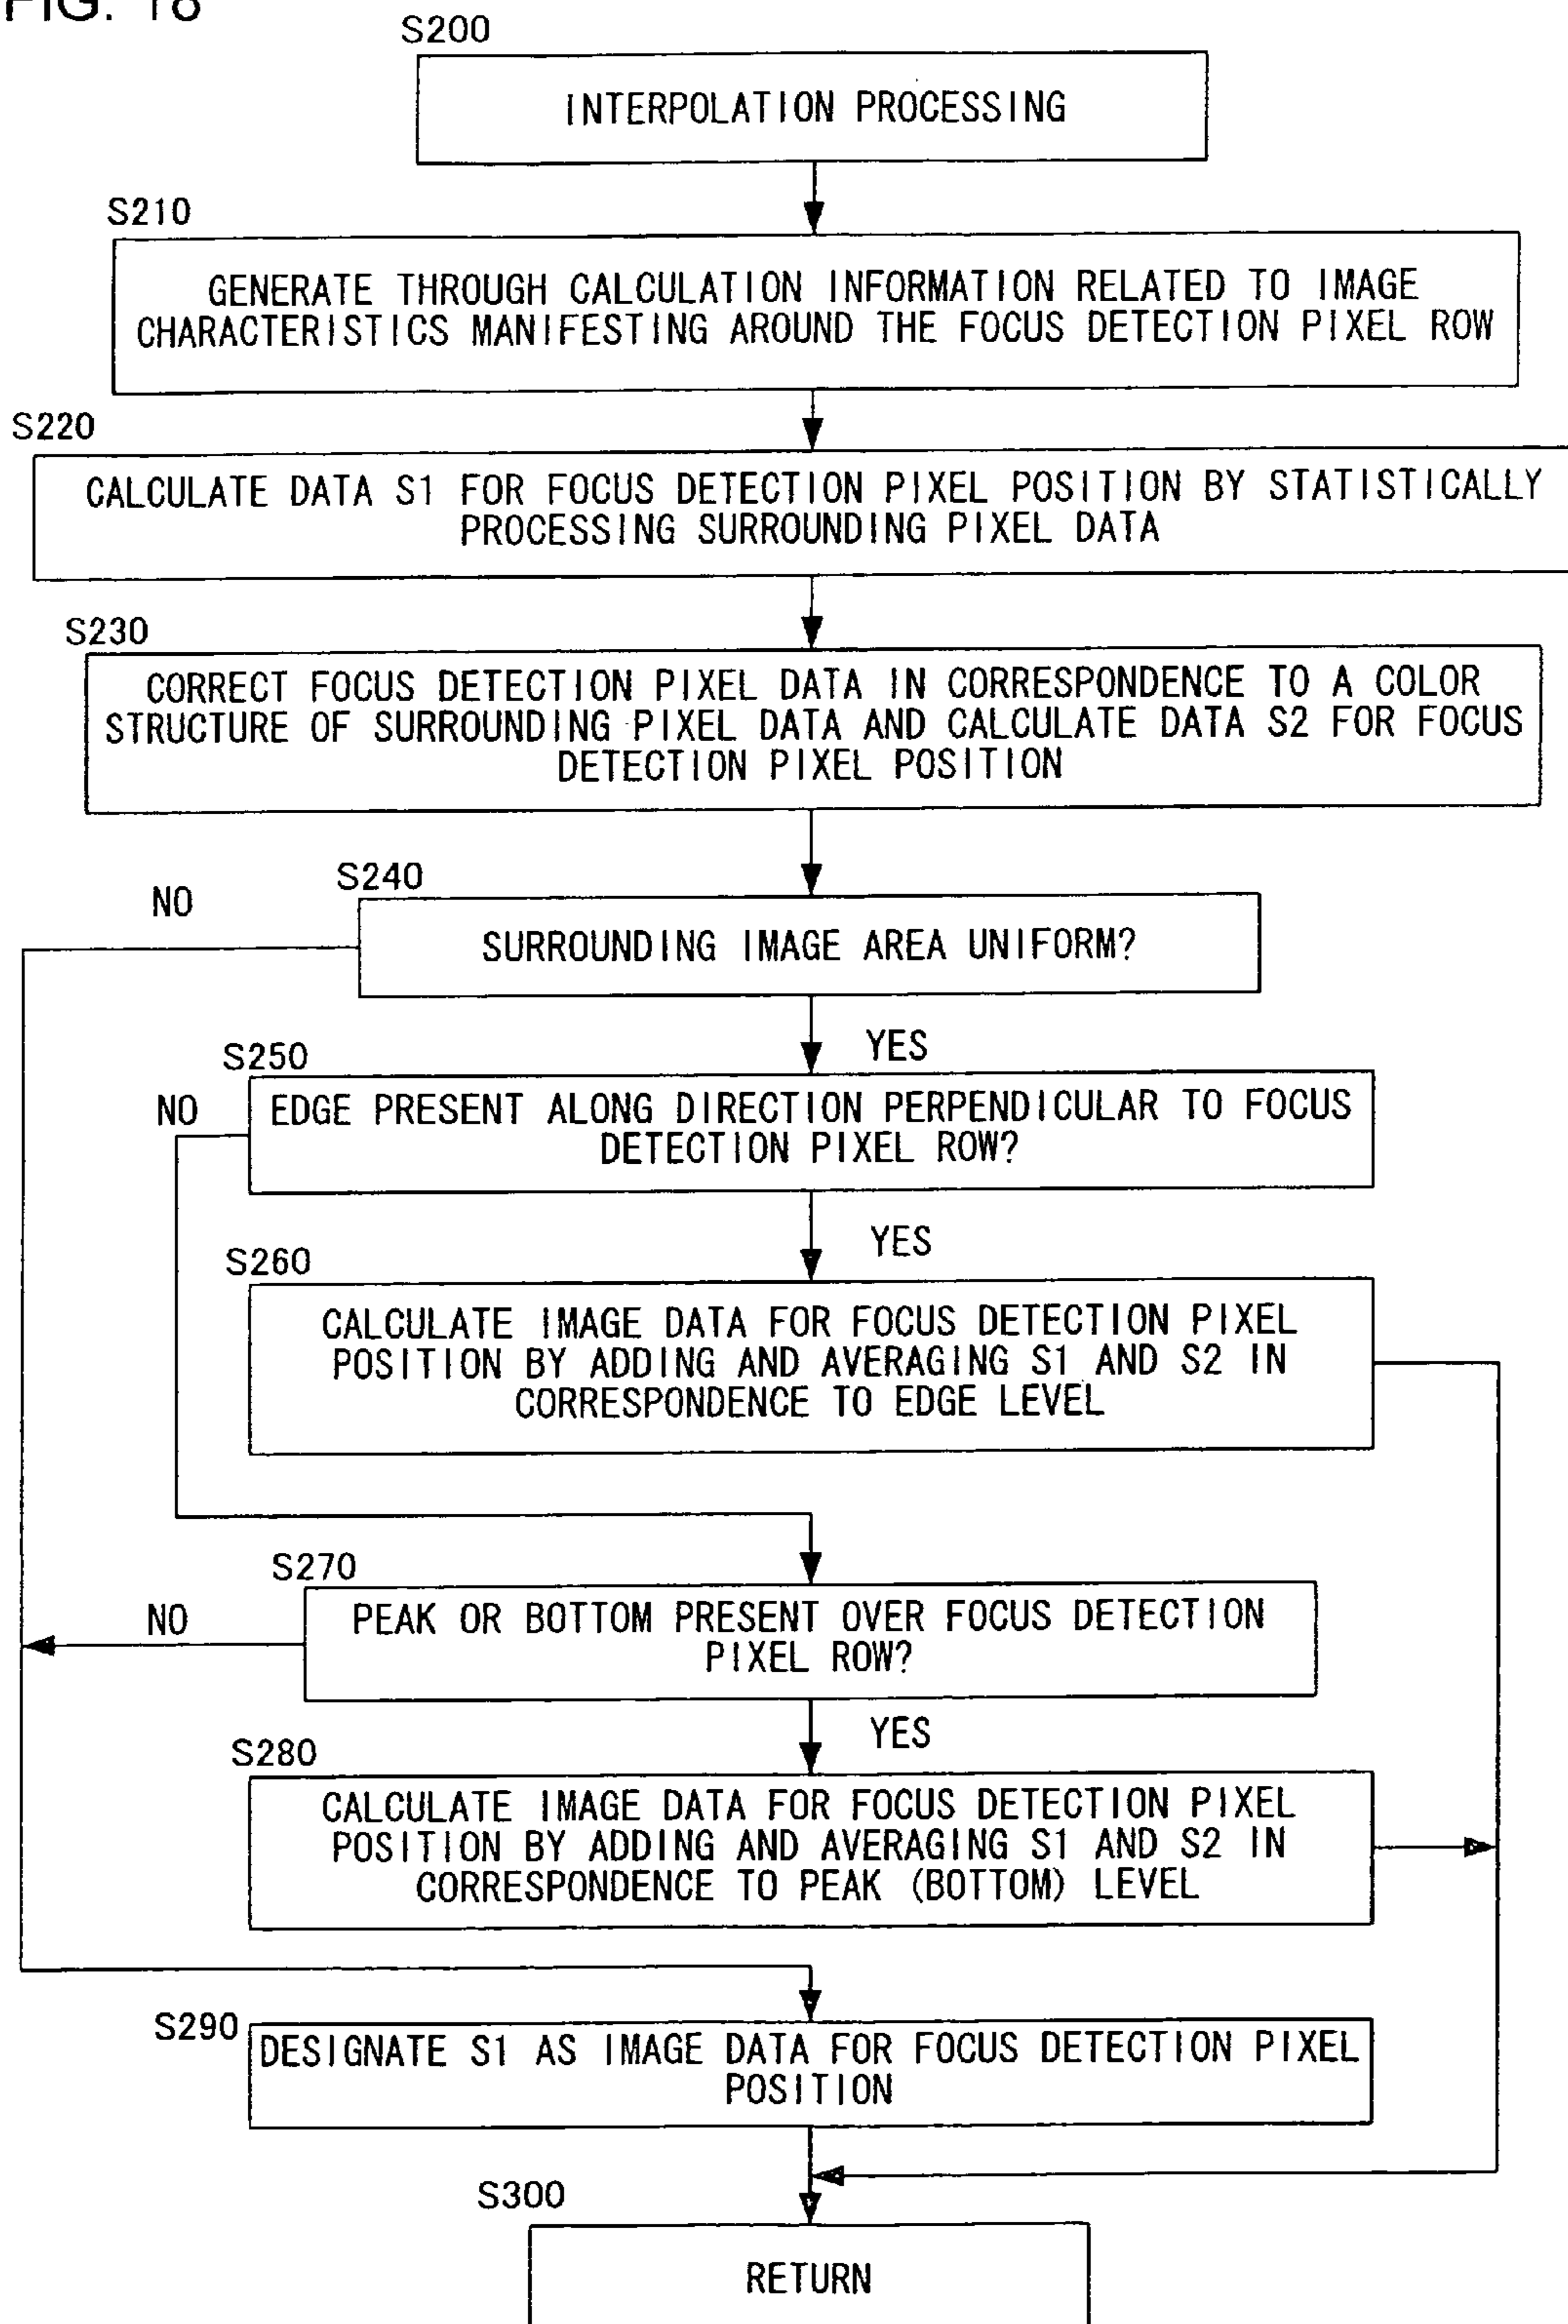 FIG. 18
S200
INTERPOLATION PROCESSING
S210
GENERATE THROUGH CALCULATION INFORMATION RELATED TO IMAGE
CHARACTERISTICS MANIFESTING AROUND THE FOCUS DETECTION PIXEL ROW
S220
CALCULATE DATA S1 FOR FOCUS DETECTION PIXEL POSITION BY STATISTICALLY
PROCESSING SURROUNDING PIXEL DATA
S230
CORRECT FOCUS DETECTION PIXEL DATA IN CORRESPONDENCE TO A COLOR
STRUCTURE OF SURROUNDING PIXEL DATA AND CALCULATE DATA S2 FOR FOCUS
DETECTION PIXEL POSITION
S240
NO
SURROUNDING IMAGE AREA UNIFORM?
YES
S250
NO
EDGE PRESENT ALONG DIRECTION PERPENDICULAR TO FOCUS
DETECTION PIXEL ROW?
YES
S260
CALCULATE IMAGE DATA FOR FOCUS DETECTION PIXEL
POSITION BY ADDING AND AVERAGING S1 AND S2 IN
CORRESPONDENCE TO EDGE LEVEL
S270
NO
PEAK OR BOTTOM PRESENT OVER FOCUS DETECTION
PIXEL ROW?
YES
S280
CALCULATE IMAGE DATA FOR FOCUS DETECTION PIXEL
POSITION BY ADDING AND AVERAGING S1 AND S2 IN
CORRESPONDENCE TO PEAK (BOTTOM) LEVEL
S290
DESIGNATE S1 AS IMAGE DATA FOR FOCUS DETECTION PIXEL
POSITION
S300
RETURN